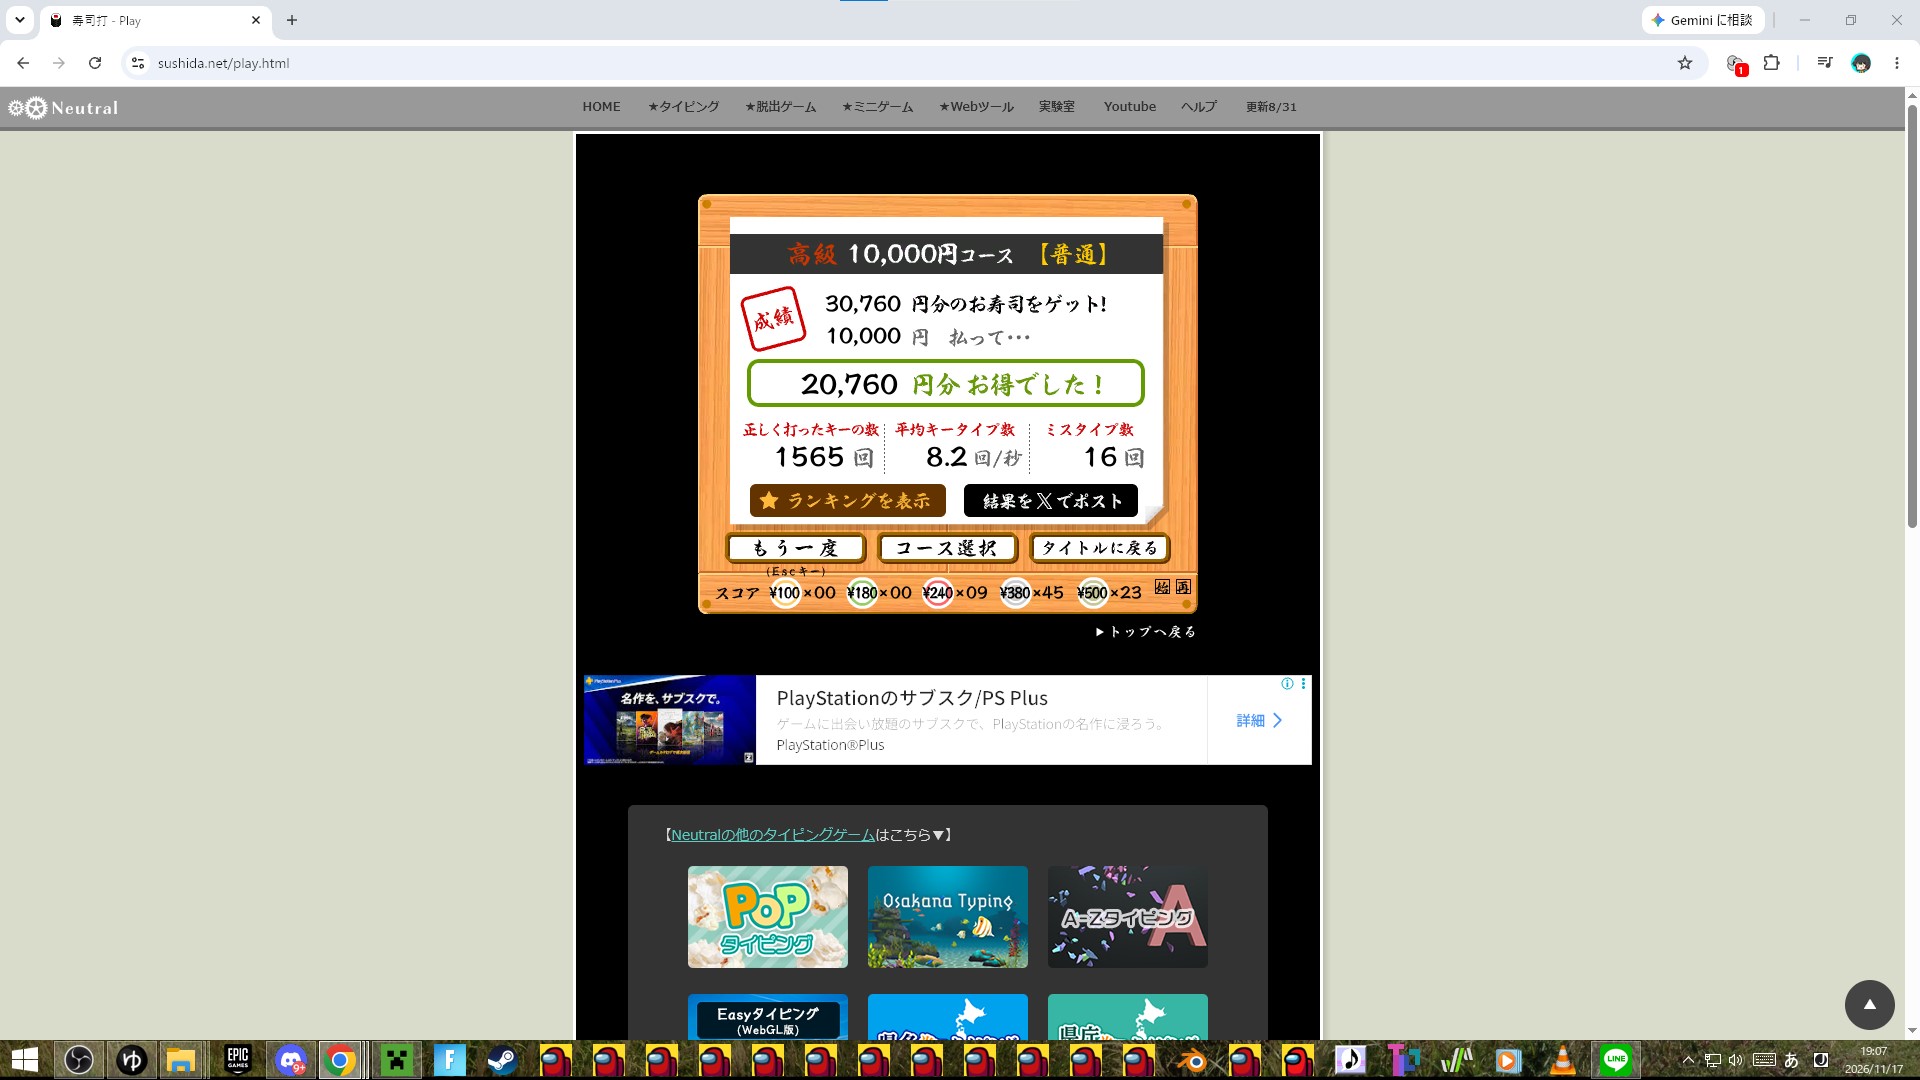 寿司打 - Play
Gemini に相談
sushida.net/play.html
1
Neutral
HOME ★タイピング ★脱出ゲーム ★ミニゲーム ★Webツール 実験室 Youtube ヘルプ 更新8/31
高級 10,000円コース 【普通】
成績
30,760 円分のお寿司をゲット!
10,000 円 払って・・・
20,760 円分 お得でした！
正しく打ったキーの数 平均キータイプ数 ミスタイプ数
1565 回 8.2 回/秒 16 回
★ ランキングを表示 結果を𝕏でポスト
もう一度 コース選択 タイトルに戻る
(Escキー)
スコア ¥100×00 ¥180×00 ¥240×09 ¥380×45 ¥500×23 始 再
▶トップへ戻る
PlayStationPlus
名作を、サブスクで。
PlayStationのサブスク/PS Plus
ゲームに出会い放題のサブスクで、PlayStationの名作に浸ろう。
PlayStation®Plus
詳細
【Neutralの他のタイピングゲームはこちら▼】
POP
タイピング
Osakana Typing
A-Zタイピング
A
Easyタイピング
(WebGL版)
▲
ゆ
EPIC
GAMES
9+
F
LINE
あ
19:07
2026/11/17